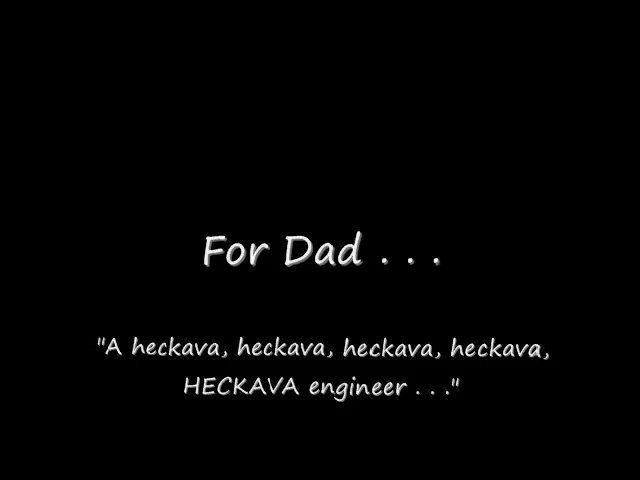 For Dad . . .
"A heckava, heckava, heckava, heckava,
HECKAVA engineer . . ."